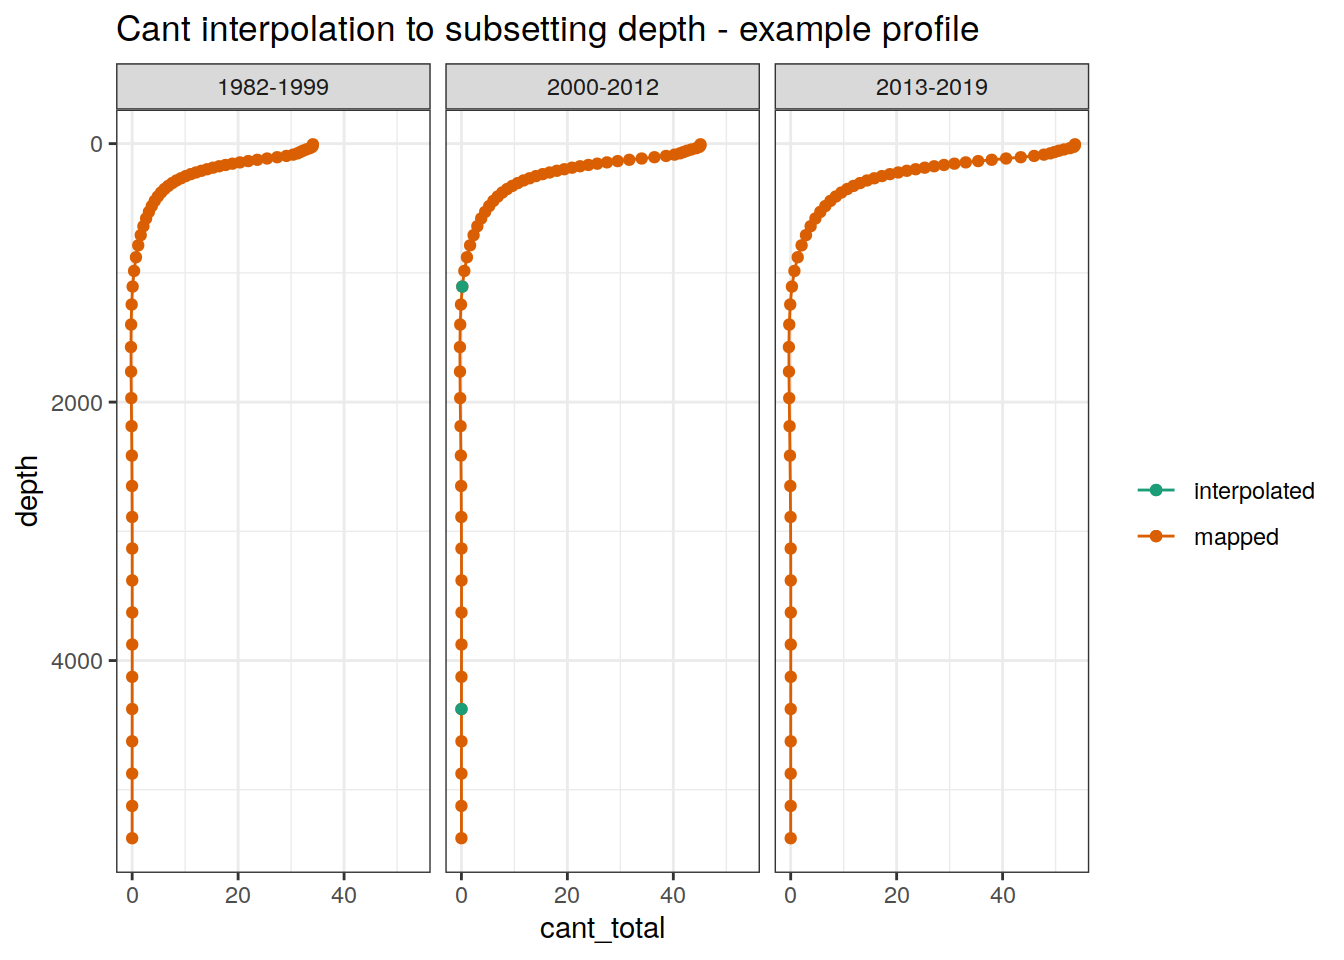 Cant interpolation to subsetting depth - example profile
1982-1999 2000-2012 2013-2019
0
2000
4000
depth
0 20 40 0 20 40 0 20 40
cant_total
interpolated
mapped